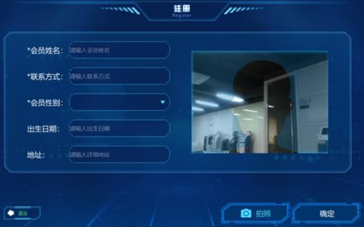 注册
Register
*会员姓名:
请输入会员姓名
*联系方式:
请输入联系方式
*会员性别:
出生日期:
请输入出生日期
地址:
请输入详细地址
退出
拍照
确定